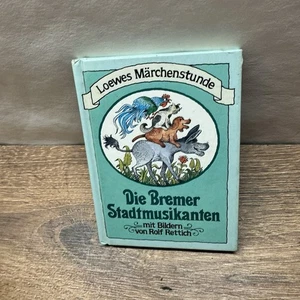 Loewes Märchenstunde
Die Bremer
Stadtmusikanten
mit Bildern
von Rolf Rettich